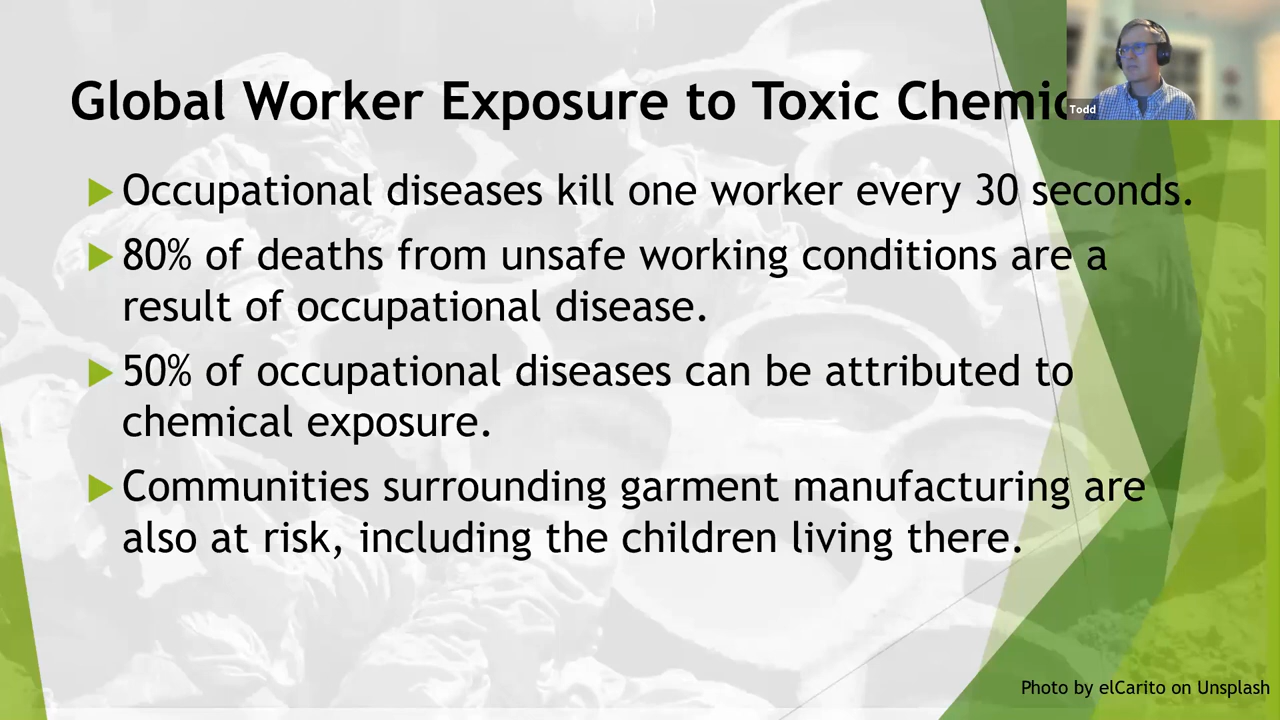 Global Worker Exposure to Toxic
Todd
Occupational diseases kill one worker every 30 seconds.
80% of deaths from unsafe working conditions are a
result of occupational disease.
50% of occupational diseases can be attributed to
chemical exposure.
Communities surrounding garment manufacturing are
also at risk, including the children living there.
Photo by elCarito on Unsplash